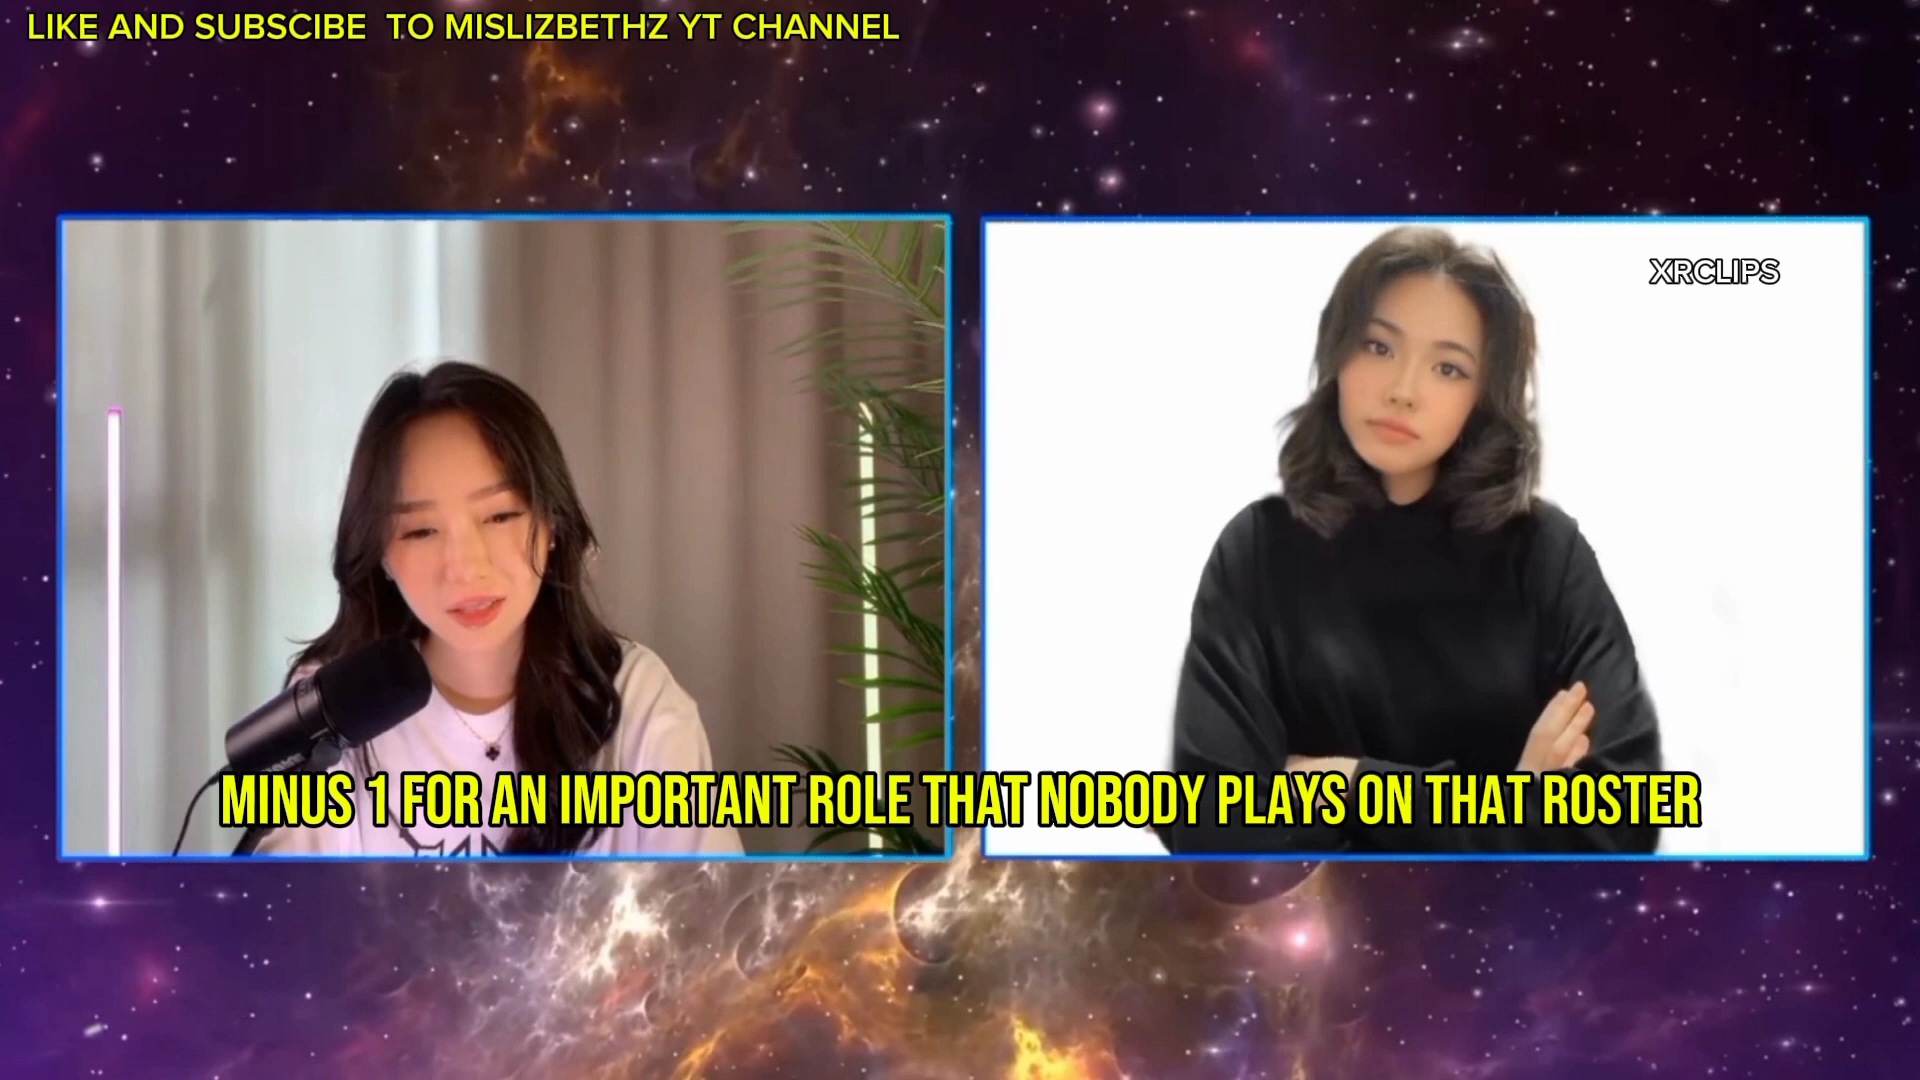 LIKE AND SUBSCIBE  TO MISLIZBETHZ YT CHANNEL
XRCLIPS
MINUS 1 FOR AN IMPORTANT ROLE THAT NOBODY PLAYS ON THAT ROSTER